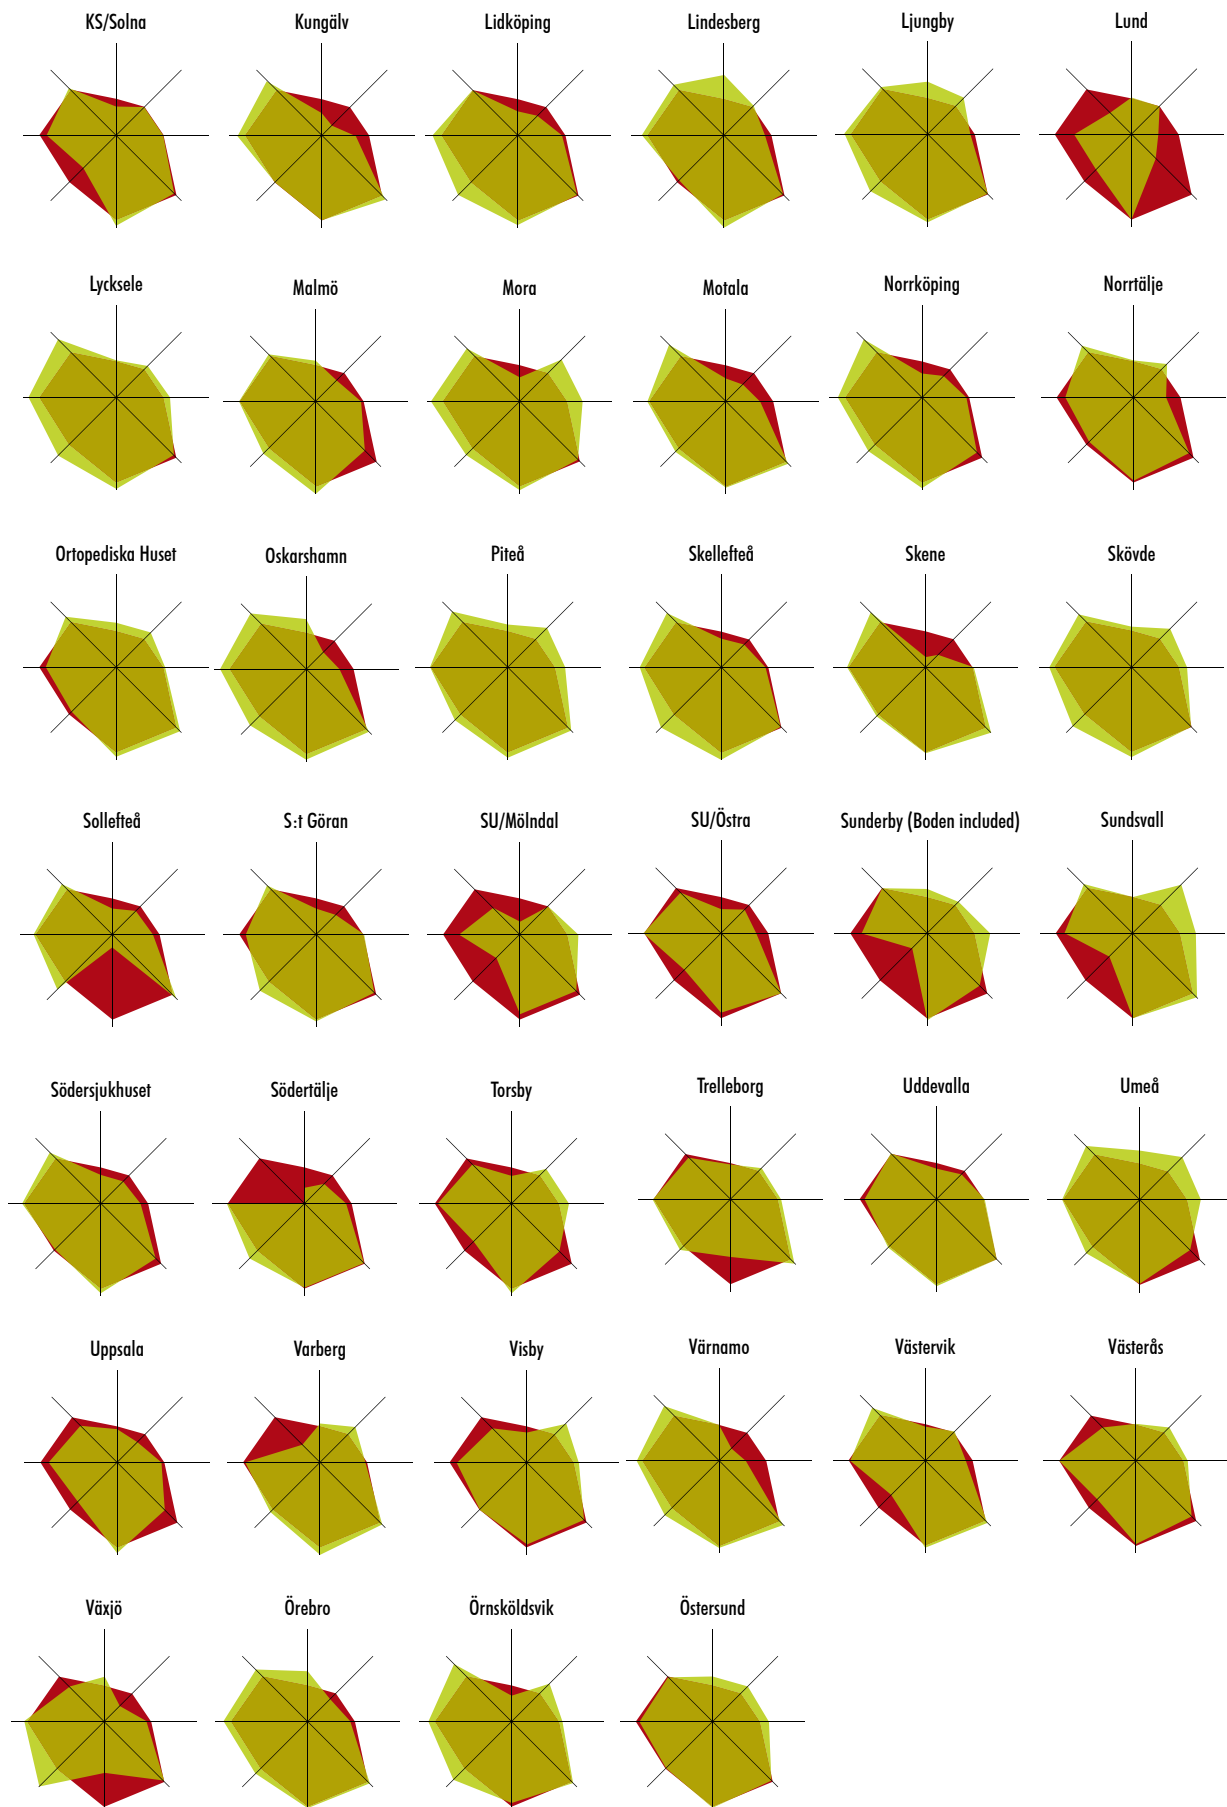 KS/Solna
Kungälv
Lidköping
Lindesberg
Ljungby
Lund
Lycksele
Malmö
Mora
Motala
Norrköping
Norrtälje
Ortopediska Huset
Oskarshamn
Piteå
Skellefteå
Skene
Skövde
Sollefteå
S:t Göran
SU/Mölndal
SU/Östra
Sunderby (Boden included)
Sundsvall
Södersjukhuset
Södertälje
Torsby
Trelleborg
Uddevalla
Umeå
Uppsala
Varberg
Visby
Värnamo
Västervik
Västerås
Växjö
Örebro
Örnsköldsvik
Östersund